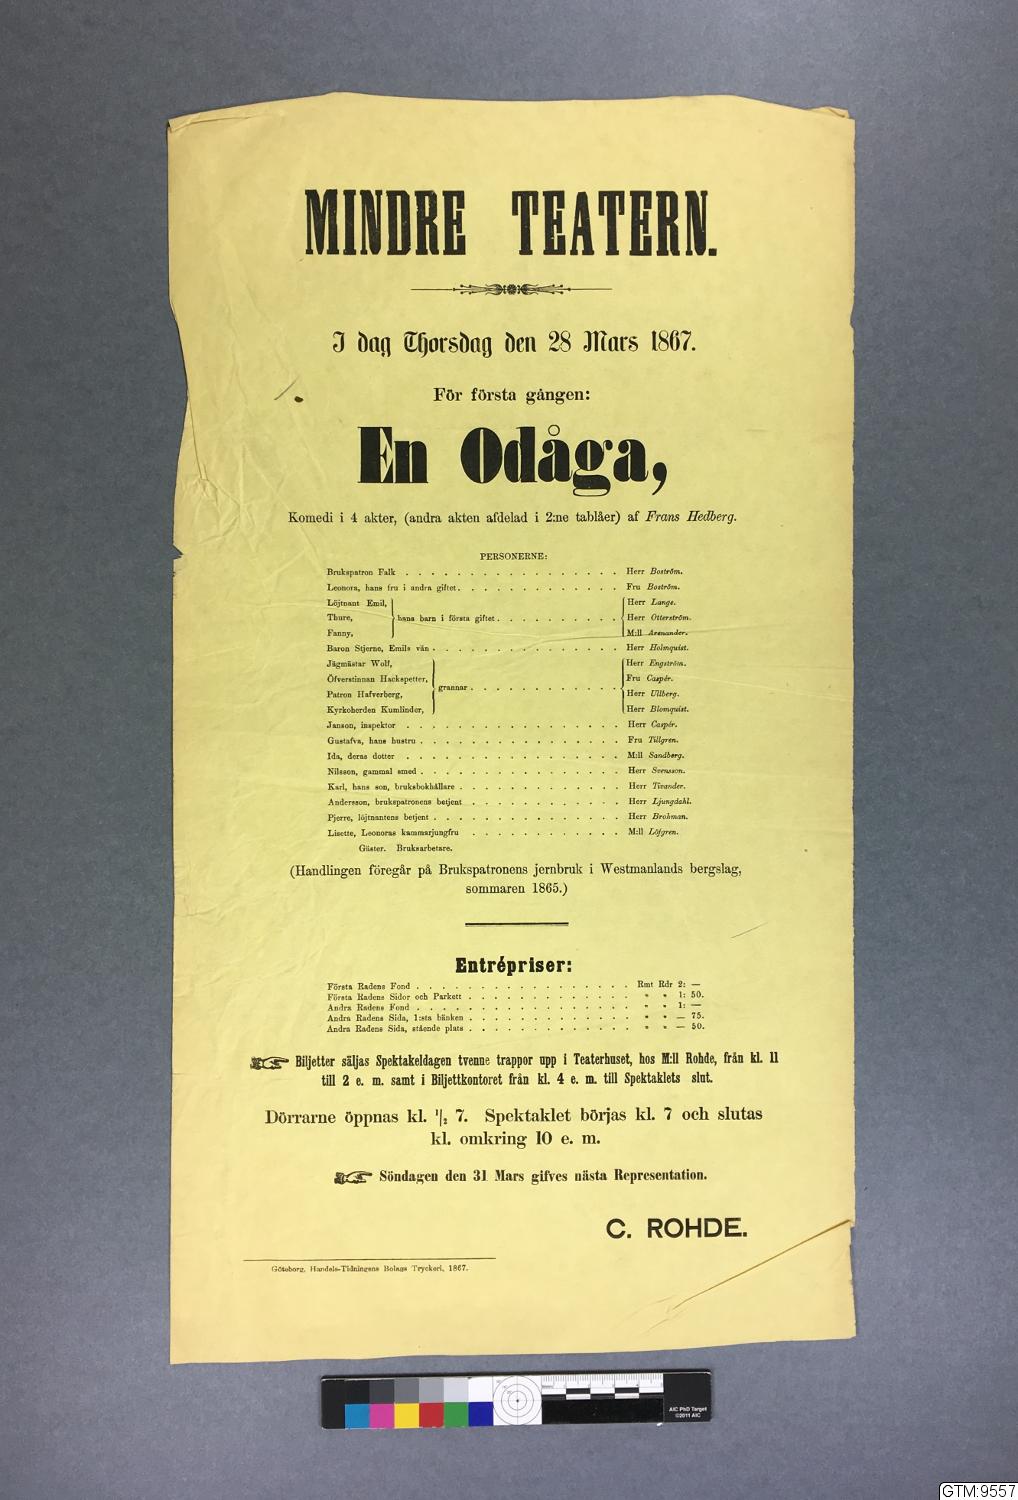 MINDRE TEATERN.
I dag Thorsdag den 28 Mars 1867.
För första gången:
En Odåga,
Komedi i 4 akter, (andra akten afdelad i 2:ne tablåer) af Frans Hedberg.
PERSONERNE:
Brukspatron Falk . . . . . . . . . . . . . . . . Herr Boström.
Leonora, hans fru i andra giftet. . . . . . . . . . . . . Fru Boström.
Löjtnant Emil, Herr Lange.
Thure, hans barn i första giftet. . . . . . . . . . Herr Otterström.
Fanny, M:ll Arenander.
Baron Stjerne, Emils vän . . . . . . . . . . . . . . Herr Holmquist.
Jägmästar Wolf, Herr Engström.
Öfverstinnan Hackspetter, Fru Caspér.
grannar . . . . . . . . . . . .
Patron Hafverberg, Herr Ullberg.
Kyrkoherden Kumlinder, Herr Blomquist.
Janson, inspektor . . . . . . . . . . . . . . . . Herr Caspér.
Gustafva, hans hustru . . . . . . . . . . . . . . . Fru Tillgren.
Ida, deras dotter . . . . . . . . . . . . . . . . M:ll Sandberg.
Nilsson, gammal smed . . . . . . . . . . . . . . . Herr Svensson.
Karl, hans son, bruksbokhållare . . . . . . . . . . . . Herr Tivander.
Andersson, brukspatronens betjent . . . . . . . . . . . Herr Ljungdahl.
Pjerre, löjtnantens betjent . . . . . . . . . . . . . . Herr Brohman.
Lisette, Leonoras kammarjungfru . . . . . . . . . . . M:ll Löfgren.
Gäster. Bruksarbetare.
(Handlingen föregår på Brukspatronens jernbruk i Westmanlands bergslag,
sommaren 1865.)
Entrépriser:
Första Radens Fond . . . . . . . . . . . . . . . . Rmt Rdr 2: —
Första Radens Sidor och Parkett . . . . . . . . . . . . „ „ 1: 50.
Andra Radens Fond . . . . . . . . . . . . . . . . „ „ 1: —
Andra Radens Sida, 1:sta bänken . . . . . . . . . . . . „ „ — 75.
Andra Radens Sida, stående plats . . . . . . . . . . . . „ „ — 50.
Biljetter säljas Spektakeldagen tvenne trappor upp i Teaterhuset, hos M:ll Rohde, från kl. 11
till 2 e. m. samt i Biljettkontoret från kl. 4 e. m. till Spektaklets slut.
Dörrarne öppnas kl. 1/2 7. Spektaklet börjas kl. 7 och slutas
kl. omkring 10 e. m.
Söndagen den 31 Mars gifves nästa Representation.
C. ROHDE.
Göteborg, Handels-Tidningens Bolags Tryckeri, 1867.
AIC PhD Target
©2011 AIC
GTM:9557